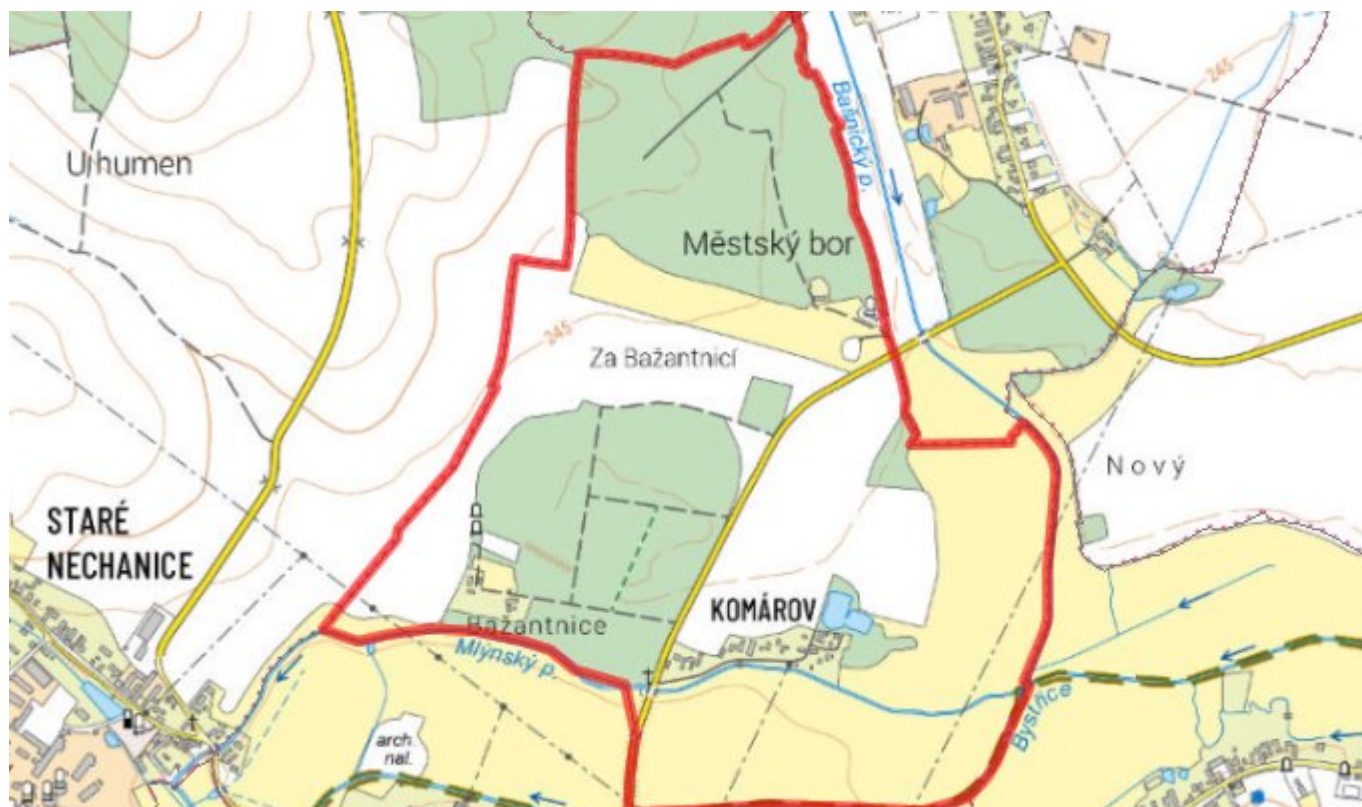 245
Bašnický p.
U humen
Městský bor
245
Za Bažantnicí
Nový
STARÉ
NECHANICE
KOMÁROV
Bažantnice
Mlýnský p.
Bystřice
arch.
nal.